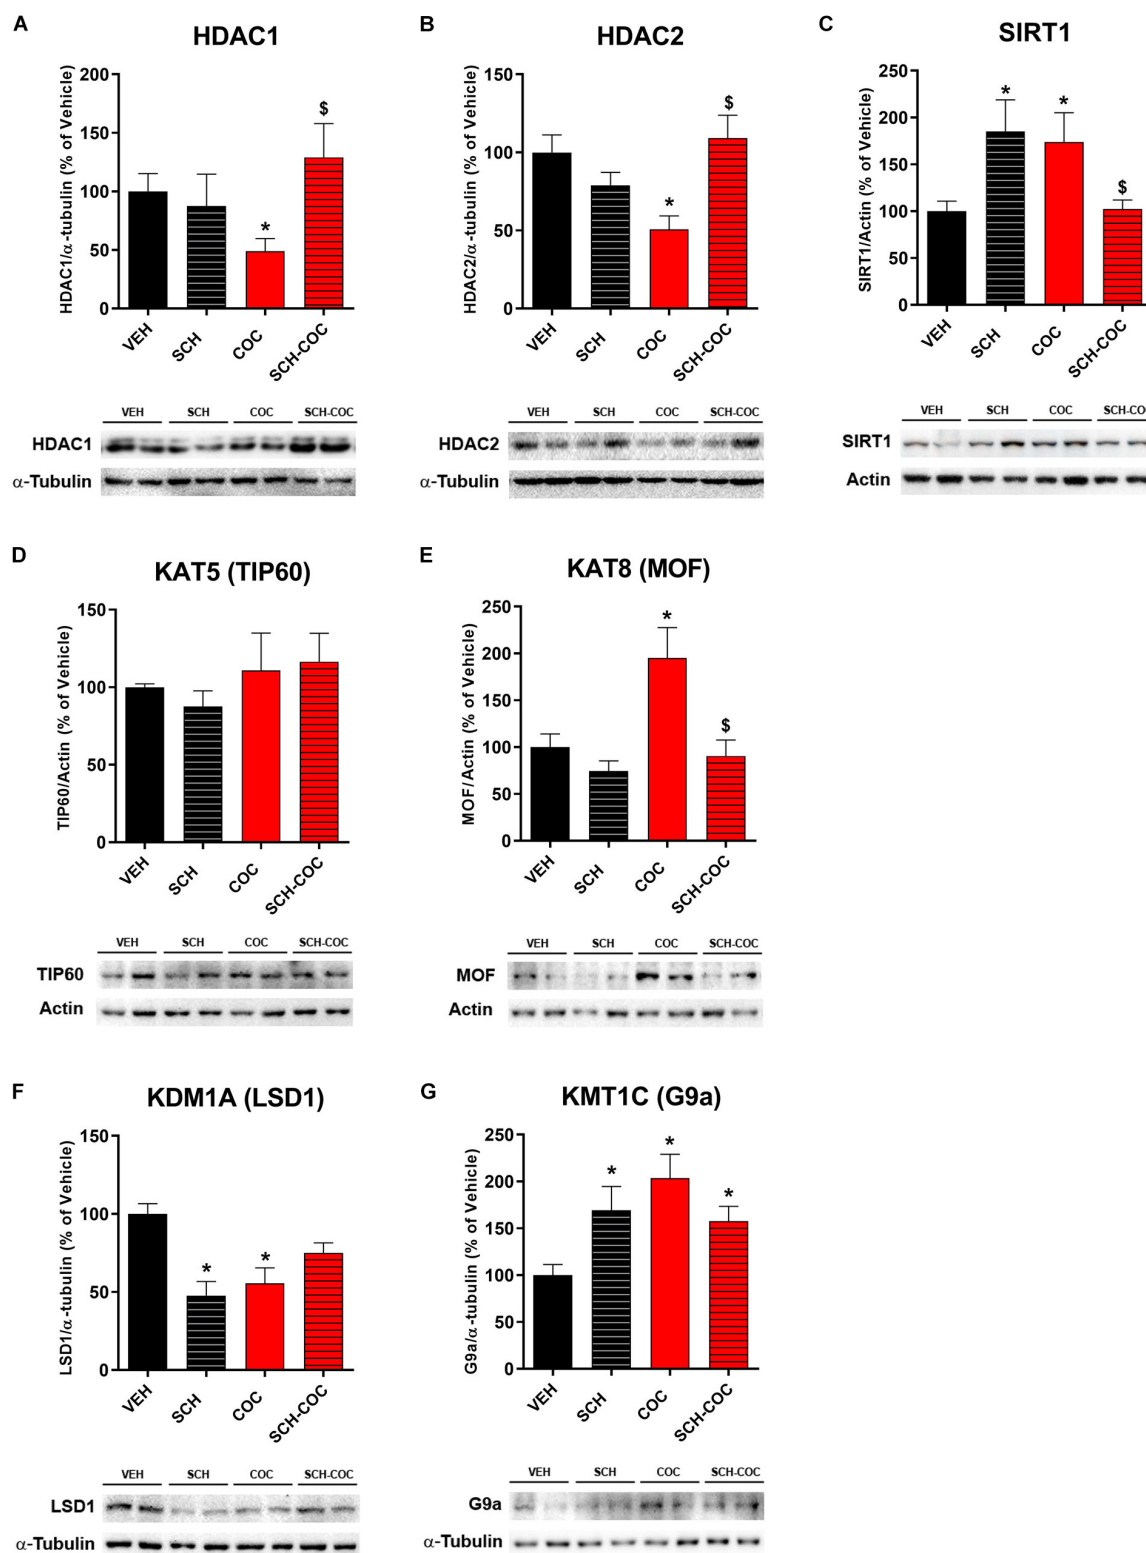 A
HDAC1
HDAC1/α-tubulin (% of Vehicle)
200
150
100
50
0
$
*
VEH
SCH
COC
SCH-COC
VEH SCH COC SCH-COC
HDAC1
α-Tubulin
B
HDAC2
HDAC2/α-tubulin (% of Vehicle)
150
100
50
0
$
*
VEH
SCH
COC
SCH-COC
VEH SCH COC SCH-COC
HDAC2
α-Tubulin
C
SIRT1
SIRT1/Actin (% of Vehicle)
250
200
150
100
50
0
*
*
$
VEH
SCH
COC
SCH-COC
VEH SCH COC SCH-COC
SIRT1
Actin
D
KAT5 (TIP60)
TIP60/Actin (% of Vehicle)
150
100
50
0
VEH
SCH
COC
SCH-COC
VEH SCH COC SCH-COC
TIP60
Actin
E
KAT8 (MOF)
MOF/Actin (% of Vehicle)
250
200
150
100
50
0
*
$
VEH
SCH
COC
SCH-COC
VEH SCH COC SCH-COC
MOF
Actin
F
KDM1A (LSD1)
LSD1/α-tubulin (% of Vehicle)
150
100
50
0
*
*
VEH
SCH
COC
SCH-COC
VEH SCH COC SCH-COC
LSD1
α-Tubulin
G
KMT1C (G9a)
G9a/α-tubulin (% of Vehicle)
250
200
150
100
50
0
*
*
*
VEH
SCH
COC
SCH-COC
VEH SCH COC SCH-COC
G9a
α-Tubulin